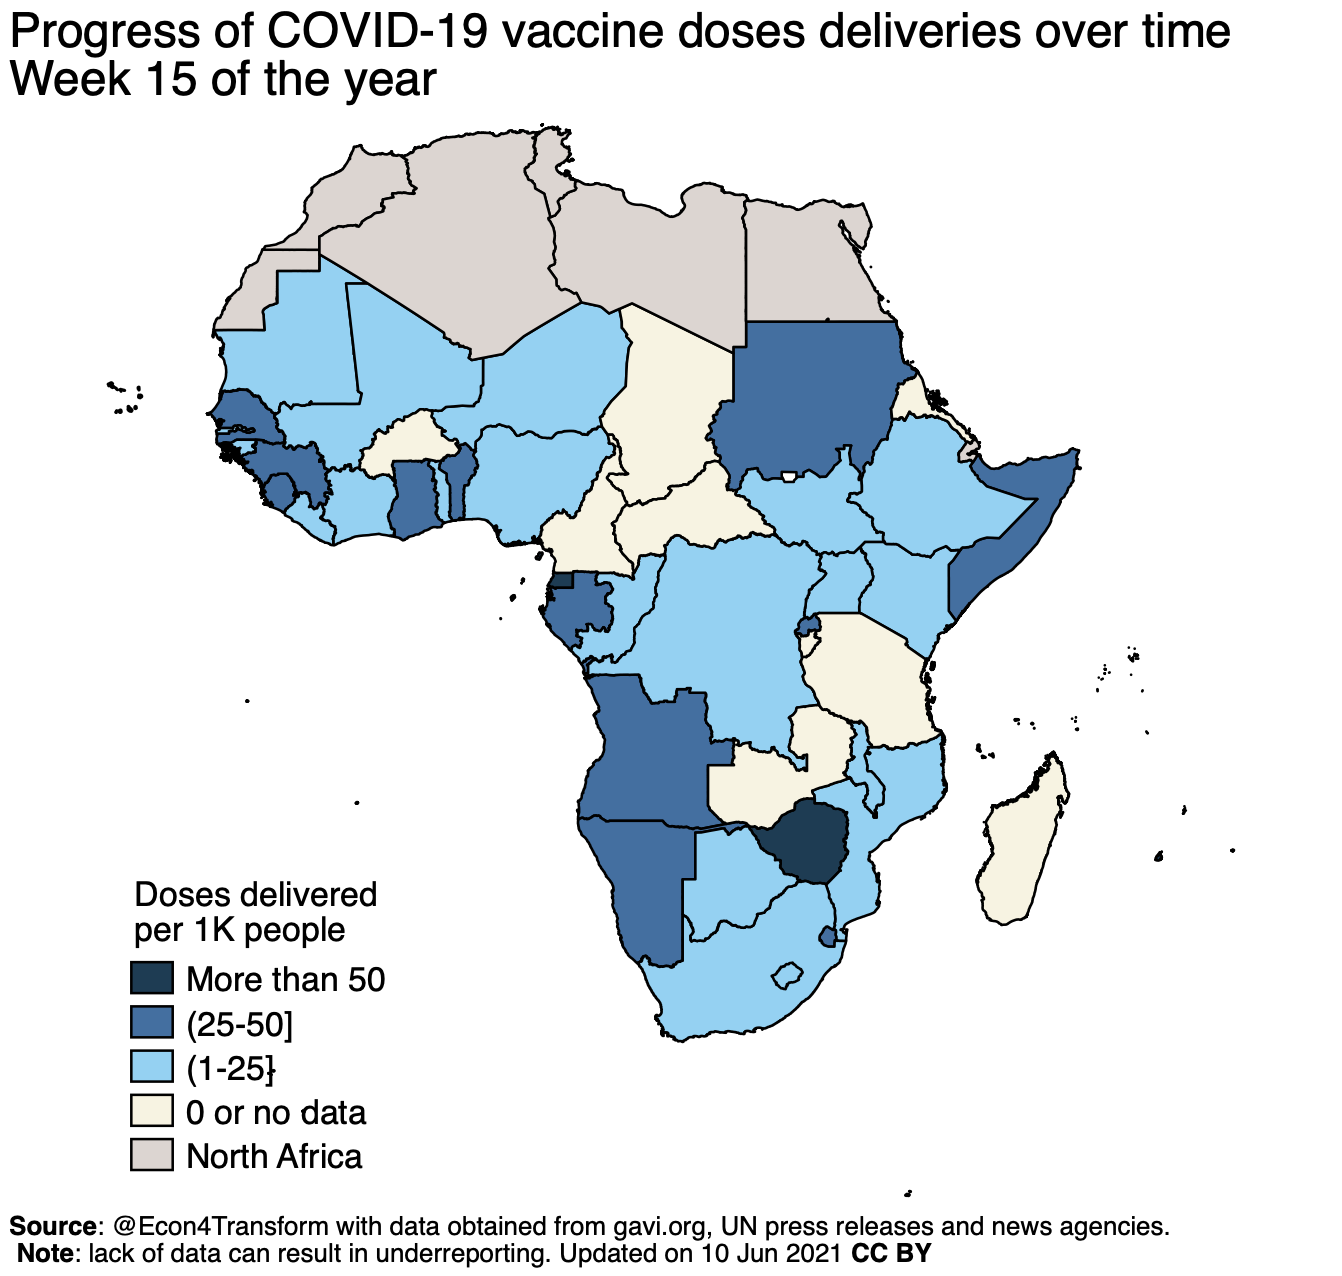 Progress of COVID-19 vaccine doses deliveries over time
Week 15 of the year
Doses delivered
per 1K people
More than 50
(25-50]
(1-25]
0 or no data
North Africa
Source: @Econ4Transform with data obtained from gavi.org, UN press releases and news agencies.
Note: lack of data can result in underreporting. Updated on 10 Jun 2021 CC BY